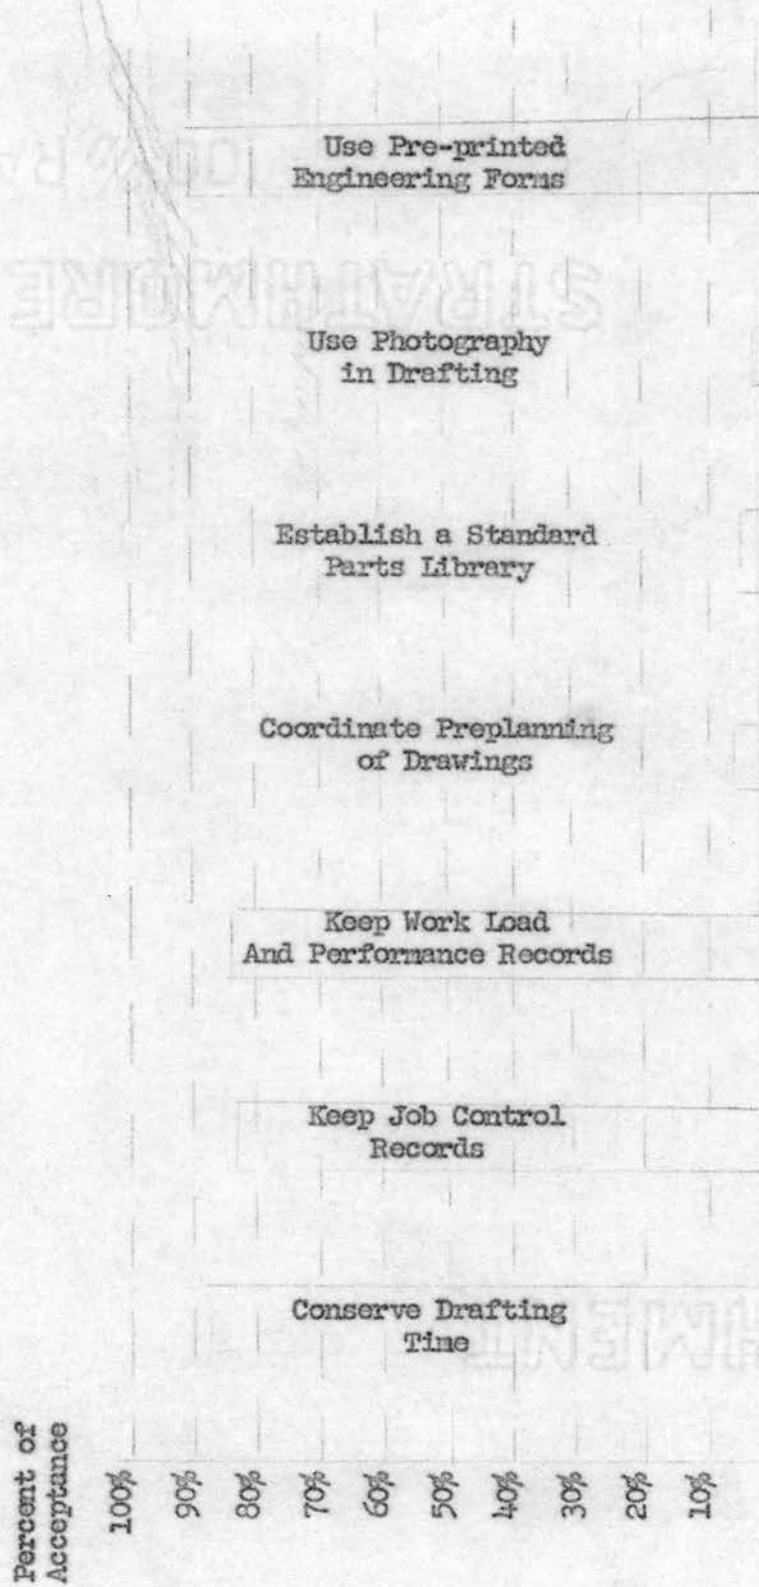 Use Pre-printed
Engineering Forms
STRATHMORE
Use Photography
in Drafting
Establish a Standard
Parts Library
Coordinate Preplanning
of Drawings
Keep Work Load
And Performance Records
Keep Job Control
Records
Conserve Drafting
Time
Percent of
Acceptance
100%
90%
80%
70%
60%
50%
40%
30%
20%
10%